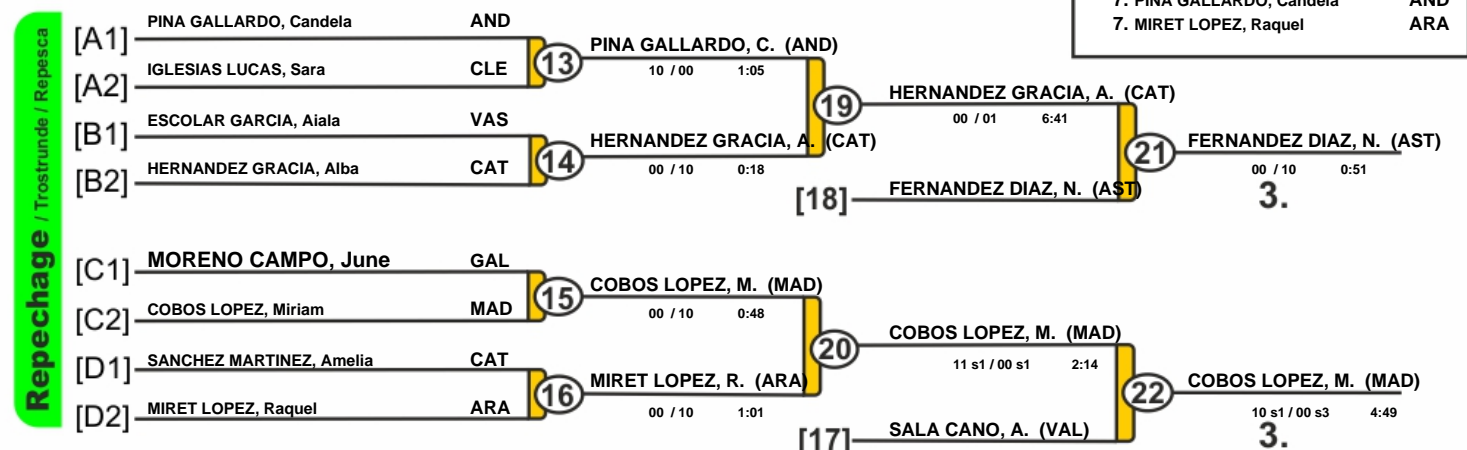 7. PINA GALLARDO, Candela AND
7. MIRET LOPEZ, Raquel ARA
Repechage / Trostrunde / Repesca
[A1] PINA GALLARDO, Candela AND
[A2] IGLESIAS LUCAS, Sara CLE
13 PINA GALLARDO, C. (AND)
10 / 00 1:05
[B1] ESCOLAR GARCIA, Aiala VAS
[B2] HERNANDEZ GRACIA, Alba CAT
14 HERNANDEZ GRACIA, A. (CAT)
00 / 10 0:18
19 HERNANDEZ GRACIA, A. (CAT)
00 / 01 6:41
[18] FERNANDEZ DIAZ, N. (AST)
21 FERNANDEZ DIAZ, N. (AST)
00 / 10 0:51
3.
[C1] MORENO CAMPO, June GAL
[C2] COBOS LOPEZ, Miriam MAD
15 COBOS LOPEZ, M. (MAD)
00 / 10 0:48
[D1] SANCHEZ MARTINEZ, Amelia CAT
[D2] MIRET LOPEZ, Raquel ARA
16 MIRET LOPEZ, R. (ARA)
00 / 10 1:01
20 COBOS LOPEZ, M. (MAD)
11 s1 / 00 s1 2:14
[17] SALA CANO, A. (VAL)
22 COBOS LOPEZ, M. (MAD)
10 s1 / 00 s3 4:49
3.